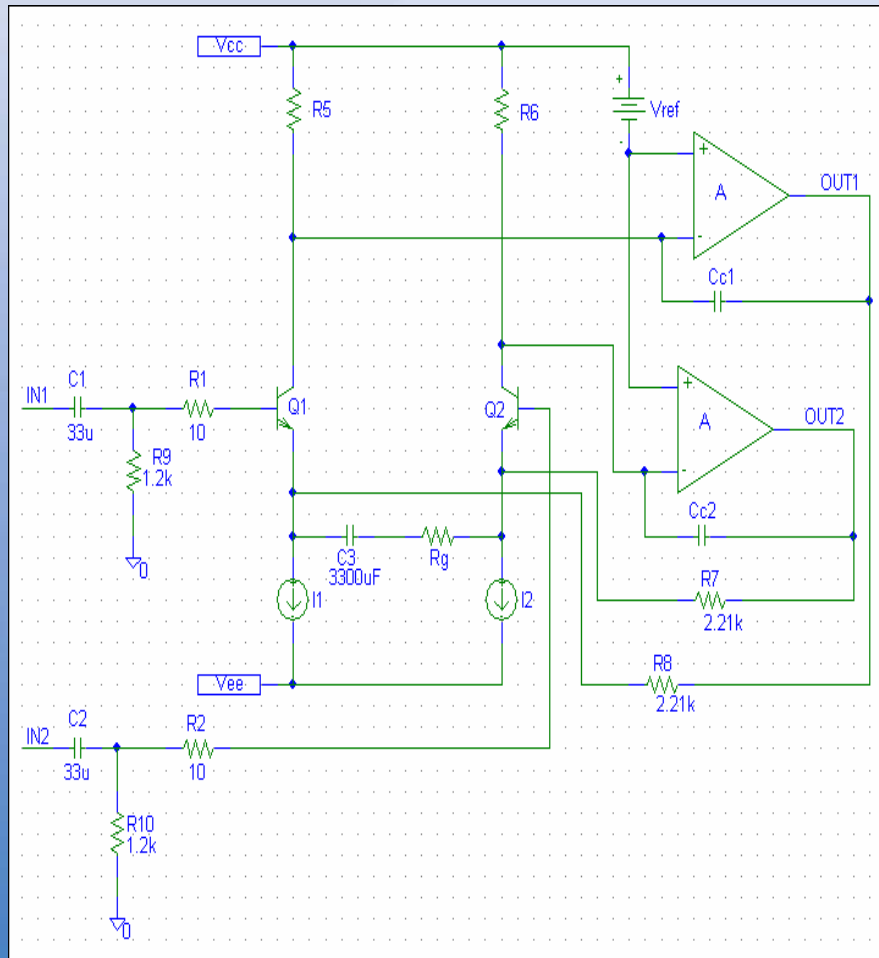 Vcc
R5
R6
+
Vref
-
+
A
OUT1
-
Cc1
C1
R1
IN1
Q1
Q2
+
33u
10
A
OUT2
R9
1.2k
-
Cc2
C3
Rg
0
3300uF
R7
I1
I2
2.21k
R8
Vee
2.21k
C2
R2
IN2
33u
10
R10
1.2k
0